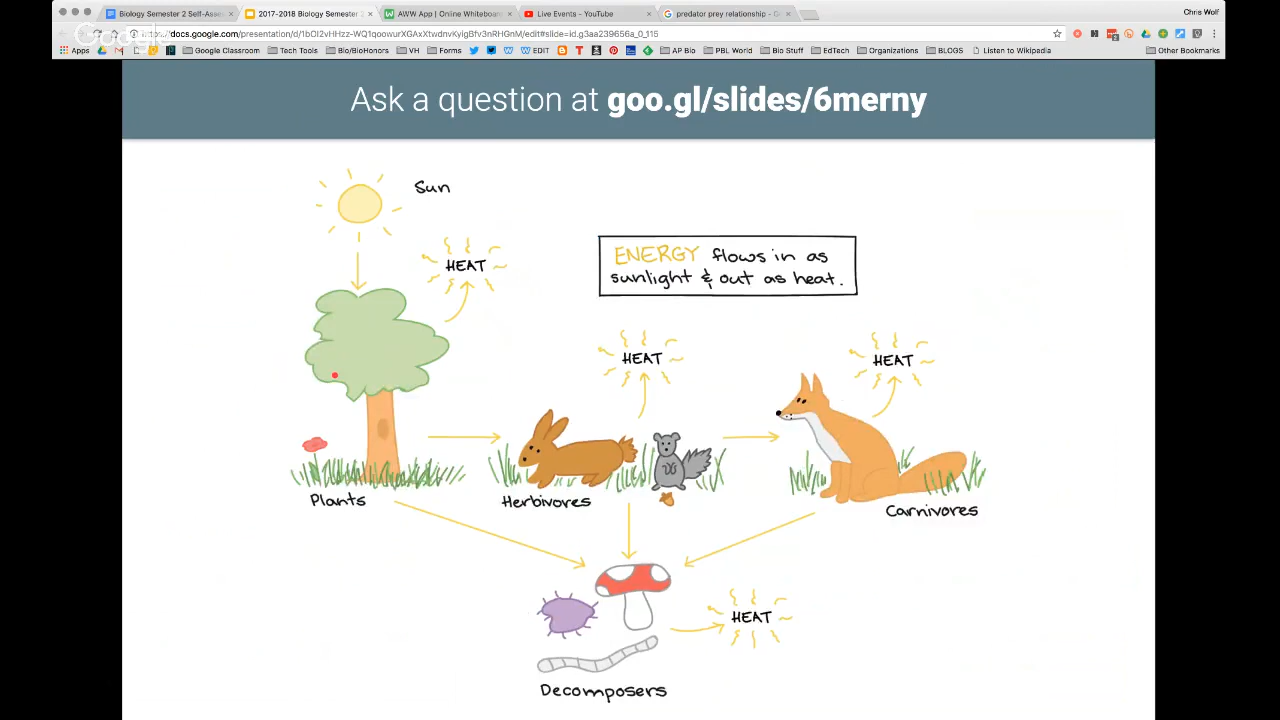 Chris Wolf
Biology Semester 2 Self-Asse
2017-2018 Biology Semester
AWW App | Online Whiteboard
Live Events - YouTube
predator prey relationship - G
Apps
Google Classroom
Tech Tools
Bio/BioHonors
VH
Forms
EDIT
AP Bio
PBL World
Bio Stuff
EdTech
Organizations
BLOGS
Listen to Wikipedia
Other Bookmarks
Ask a question at goo.gl/slides/6merny
Sun
HEAT
ENERGY flows in as
sunlight & out as heat.
HEAT
HEAT
Plants
Herbivores
Carnivores
HEAT
Decomposers